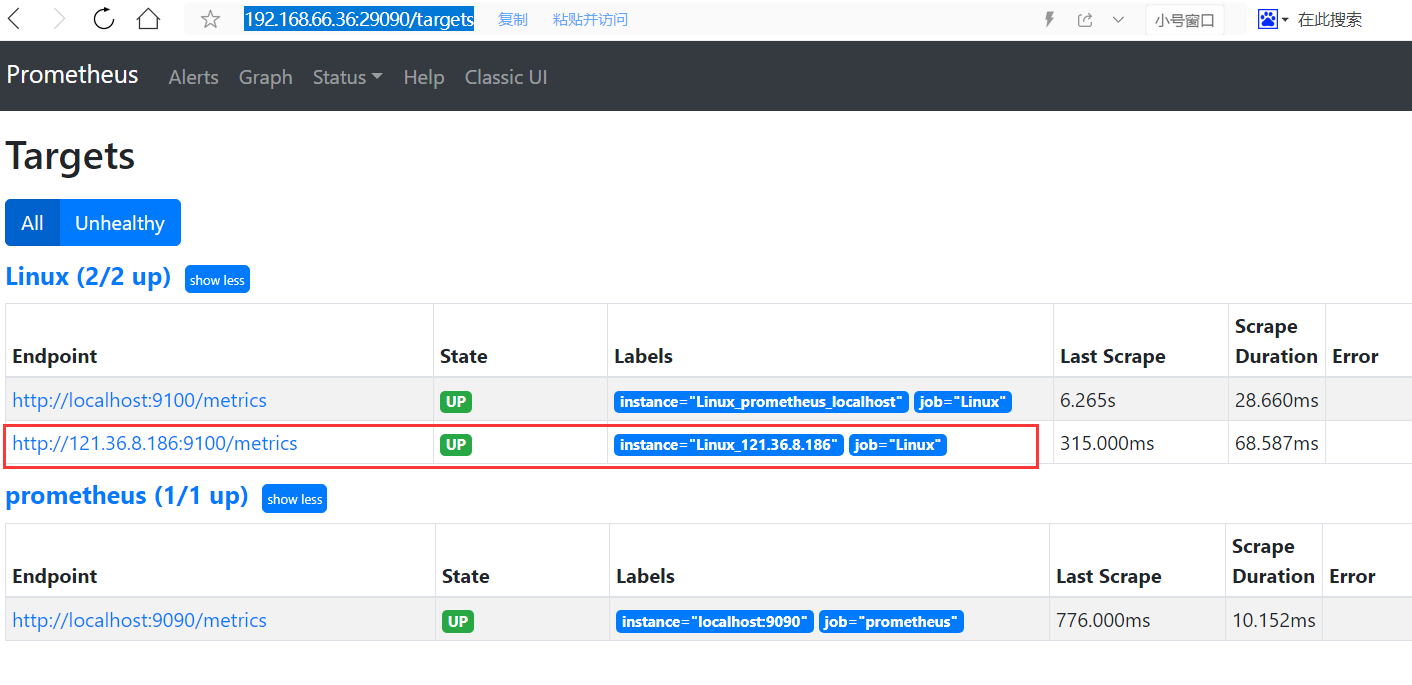 192.168.66.36:29090/targets 复制 粘贴并访问 小号窗口 在此搜索
Prometheus Alerts Graph Status Help Classic UI
Targets
All Unhealthy
Linux (2/2 up) show less
Endpoint State Labels Last Scrape Scrape Duration Error
http://localhost:9100/metrics UP instance="Linux_prometheus_localhost" job="Linux" 6.265s 28.660ms
http://121.36.8.186:9100/metrics UP instance="Linux_121.36.8.186" job="Linux" 315.000ms 68.587ms
prometheus (1/1 up) show less
Endpoint State Labels Last Scrape Scrape Duration Error
http://localhost:9090/metrics UP instance="localhost:9090" job="prometheus" 776.000ms 10.152ms